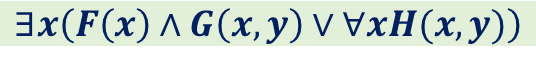 ∃x(F(x) ∧ G(x,y) ∨ ∀xH(x,y))